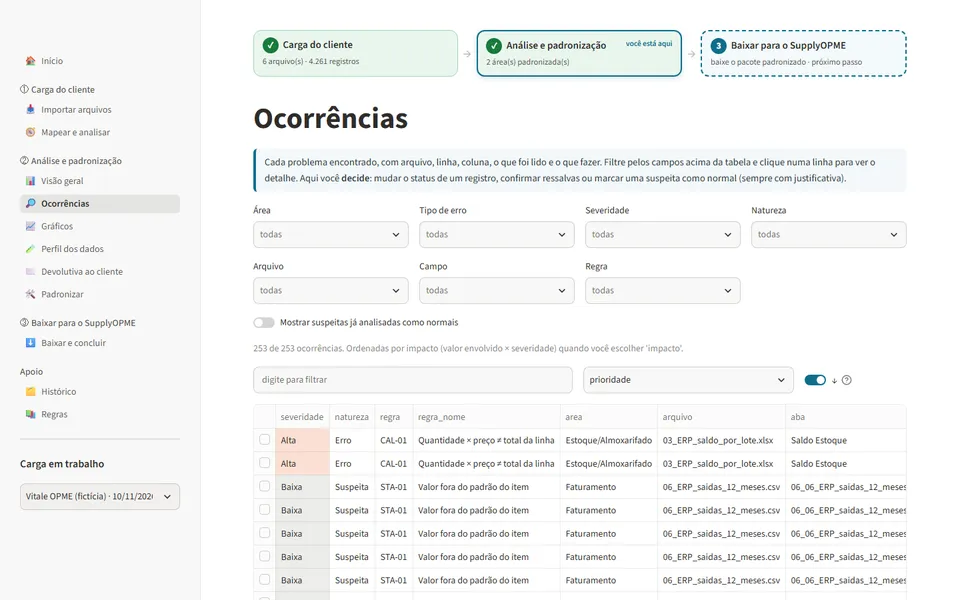 Início
① Carga do cliente
Importar arquivos
Mapear e analisar
② Análise e padronização
Visão geral
Ocorrências
Gráficos
Perfil dos dados
Devolutiva ao cliente
Padronizar
③ Baixar para o SupplyOPME
Baixar e concluir
Apoio
Histórico
Regras
Carga em trabalho
Vitale OPME (fictícia) · 10/11/202
Carga do cliente
6 arquivo(s) · 4.261 registros
→
Análise e padronização você está aqui
2 área(s) padronizada(s)
→
3 Baixar para o SupplyOPME
baixe o pacote padronizado · próximo passo
Ocorrências
Cada problema encontrado, com arquivo, linha, coluna, o que foi lido e o que fazer. Filtre pelos campos acima da tabela e clique numa linha para ver o
detalhe. Aqui você decide: mudar o status de um registro, confirmar ressalvas ou marcar uma suspeita como normal (sempre com justificativa).
Área Tipo de erro Severidade Natureza
todas todas todas todas
Arquivo Campo Regra
todas todas todas
Mostrar suspeitas já analisadas como normais
253 de 253 ocorrências. Ordenadas por impacto (valor envolvido × severidade) quando você escolher 'impacto'.
digite para filtrar prioridade ↓ ?
severidade natureza regra regra_nome area arquivo aba
Alta Erro CAL-01 Quantidade × preço ≠ total da linha Estoque/Almoxarifado 03_ERP_saldo_por_lote.xlsx Saldo Estoque
Alta Erro CAL-01 Quantidade × preço ≠ total da linha Estoque/Almoxarifado 03_ERP_saldo_por_lote.xlsx Saldo Estoque
Baixa Suspeita STA-01 Valor fora do padrão do item Faturamento 06_ERP_saidas_12_meses.csv 06_06_ERP_saidas_12_meses
Baixa Suspeita STA-01 Valor fora do padrão do item Faturamento 06_ERP_saidas_12_meses.csv 06_06_ERP_saidas_12_meses
Baixa Suspeita STA-01 Valor fora do padrão do item Faturamento 06_ERP_saidas_12_meses.csv 06_06_ERP_saidas_12_meses
Baixa Suspeita STA-01 Valor fora do padrão do item Faturamento 06_ERP_saidas_12_meses.csv 06_06_ERP_saidas_12_meses
Baixa Suspeita STA-01 Valor fora do padrão do item Faturamento 06_ERP_saidas_12_meses.csv 06_06_ERP_saidas_12_meses